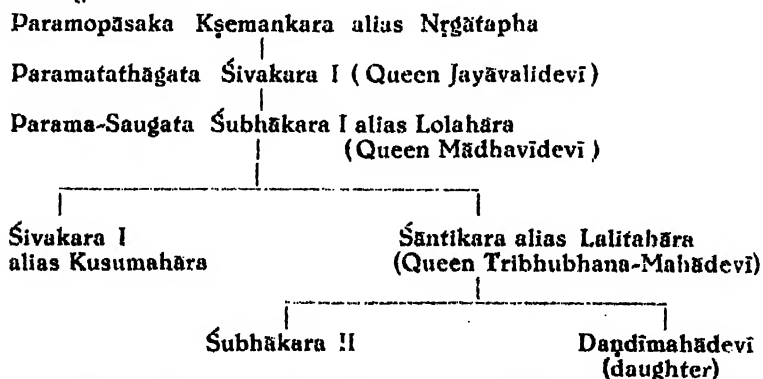 Paramopāsaka Kṣemankara alias Nṛgātapha
Paramatathāgata Śivakara I ( Queen Jayāvalidevī )
Parama-Saugata Śubhākara I alias Lolahāra
(Queen Mādhavīdevī )
Śivakara I
alias Kusumahāra
Śāntikara alias Lalitahāra
(Queen Tribhubhana-Mahādevī)
Śubhākara II
Daṇdīmahādevī
(daughter)